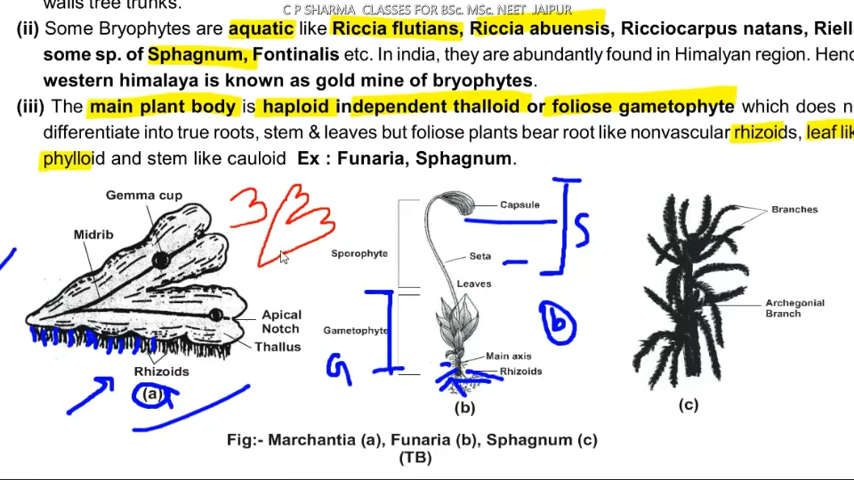 C P SHARMA CLASSES FOR BSc. MSc. NEET JAIPUR
walls tree trunks.
(ii) Some Bryophytes are aquatic like Riccia flutians, Riccia abuensis, Ricciocarpus natans, Riell
some sp. of Sphagnum, Fontinalis etc. In india, they are abundantly found in Himalyan region. Henc
western himalaya is known as gold mine of bryophytes.
(iii) The main plant body is haploid independent thalloid or foliose gametophyte which does n
differentiate into true roots, stem & leaves but foliose plants bear root like nonvascular rhizoids, leaf lik
phylloid and stem like cauloid Ex : Funaria, Sphagnum.
Gemma cup
Midrib
Apical
Notch
Thallus
Rhizoids
(a)
Capsule
S
Sporophyte
Seta
Leaves
Gametophyte
G
b
Main axis
Rhizoids
(b)
Branches
Archegonial
Branch
(c)
Fig:- Marchantia (a), Funaria (b), Sphagnum (c)
(TB)